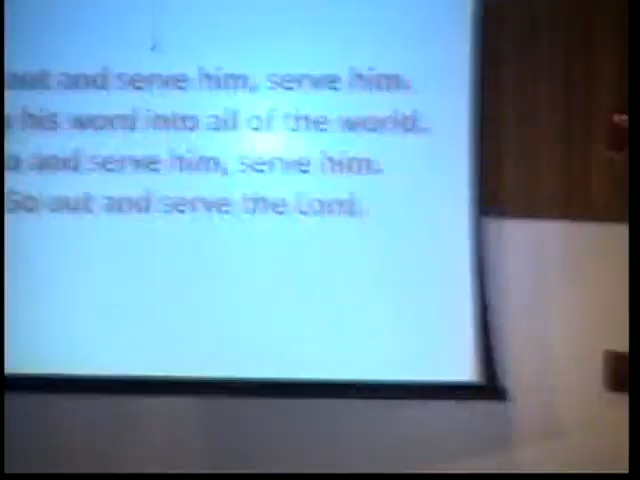 out and serve him, serve him.
his word into all of the world.
and serve him, serve him.
Go out and serve the Lord.